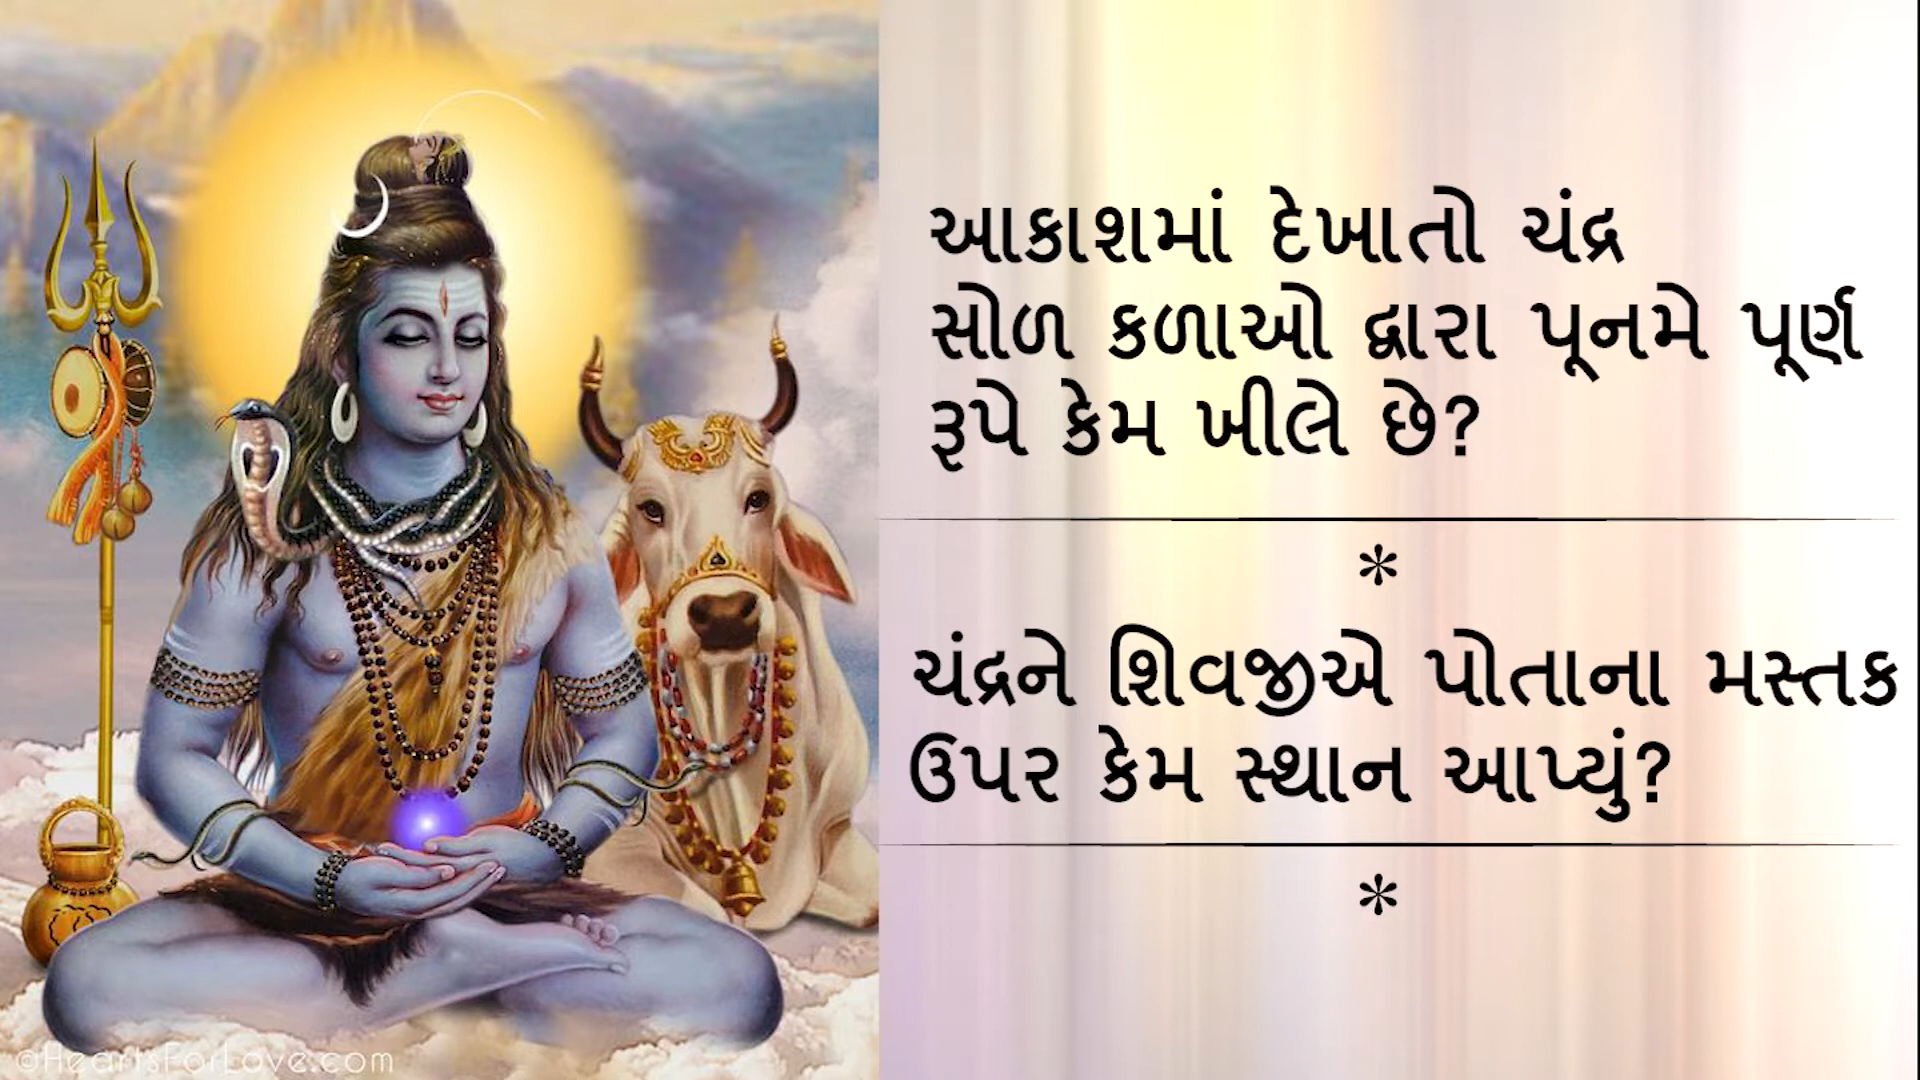 આકાશમાં દેખાતો ચંદ્ર
સોળ કળાઓ દ્વારા પૂનમે પૂર્ણ
રૂપે કેમ ખીલે છે?
*
ચંદ્રને શિવજીએ પોતાના મસ્તક
ઉપર કેમ સ્થાન આપ્યું?
*
©HeartsForLove.com